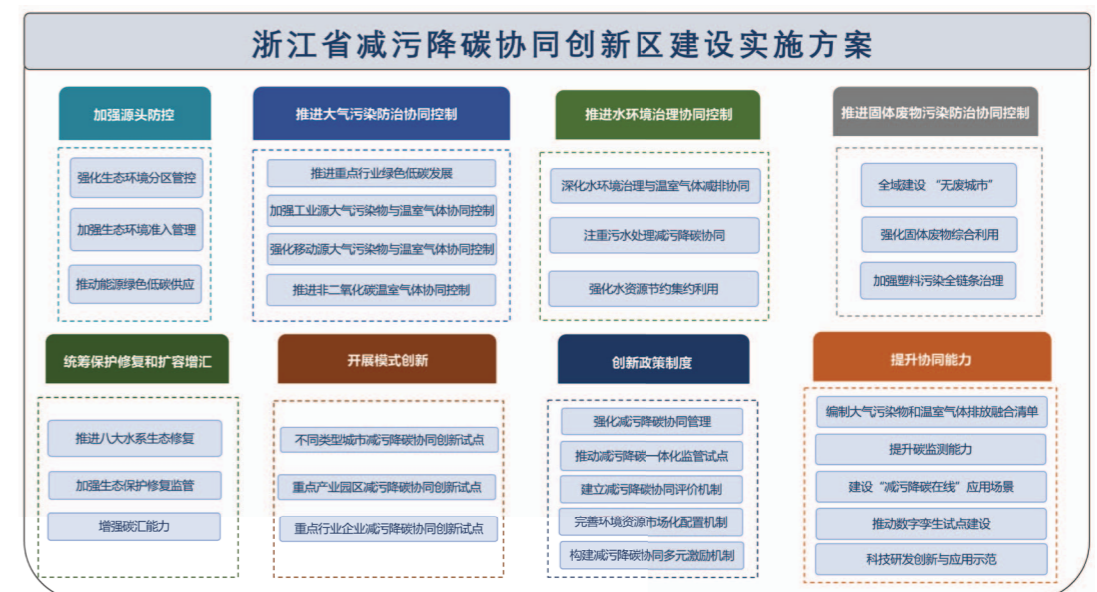 浙江省减污降碳协同创新区建设实施方案
加强源头防控
强化生态环境分区管控
加强生态环境准入管理
推动能源绿色低碳供应
推进大气污染防治协同控制
推进重点行业绿色低碳发展
加强工业源大气污染物与温室气体协同控制
强化移动源大气污染物与温室气体协同控制
推进非二氧化碳温室气体协同控制
推进水环境治理协同控制
深化水环境治理与温室气体减排协同
注重污水处理减污降碳协同
强化水资源节约集约利用
推进固体废物污染防治协同控制
全域建设 “无废城市”
强化固体废物综合利用
加强塑料污染全链条治理
统筹保护修复和扩容增汇
推进八大水系生态修复
加强生态保护修复监管
增强碳汇能力
开展模式创新
不同类型城市减污降碳协同创新试点
重点产业园区减污降碳协同创新试点
重点行业企业减污降碳协同创新试点
创新政策制度
强化减污降碳协同管理
推动减污降碳一体化监管试点
建立减污降碳协同评价机制
完善环境资源市场化配置机制
构建减污降碳协同多元激励机制
提升协同能力
编制大气污染物和温室气体排放融合清单
提升碳监测能力
建设“减污降碳在线”应用场景
推动数字孪生试点建设
科技研发创新与应用示范